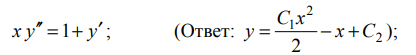 x y″ = 1 + y′ ; (Ответ: y = C₁x²/2 − x + C₂ );